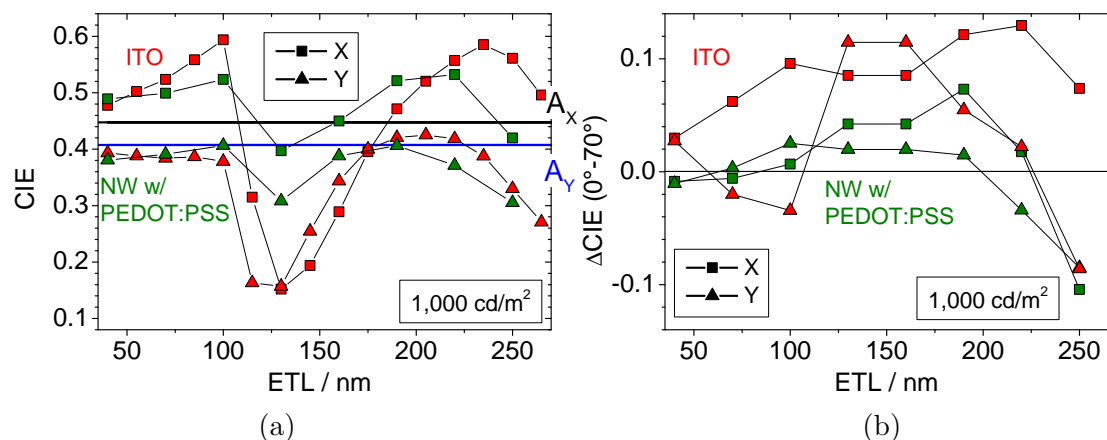 (a)
0.6
0.5
0.4
0.3
0.2
0.1
CIE
ITO
X
Y
A_X
A_Y
NW w/
PEDOT:PSS
1,000 cd/m²
50 100 150 200 250
ETL / nm
(a)
(b)
0.1
0.0
-0.1
ΔCIE (0°-70°)
ITO
NW w/
PEDOT:PSS
X
Y
1,000 cd/m²
50 100 150 200 250
ETL / nm
(b)